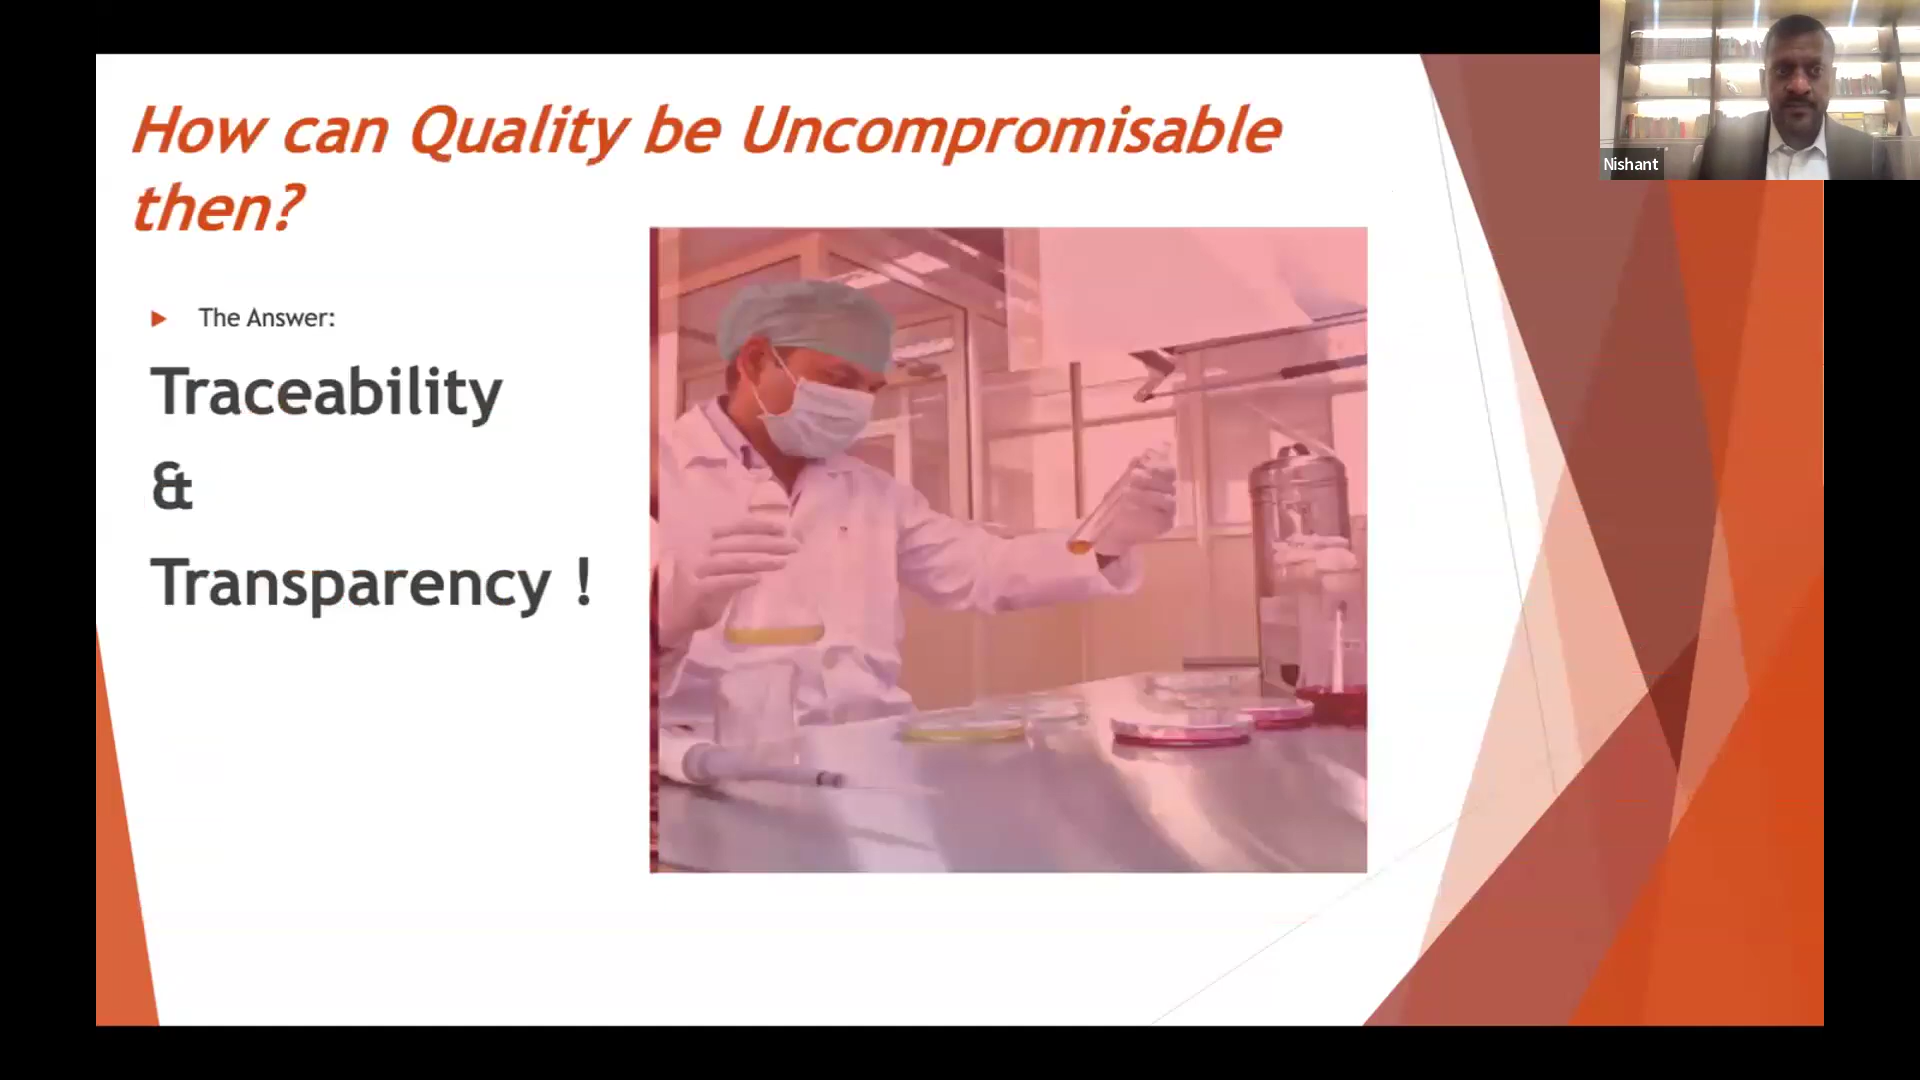 How can Quality be Uncompromisable
then?
The Answer:
Traceability
&
Transparency !
Nishant